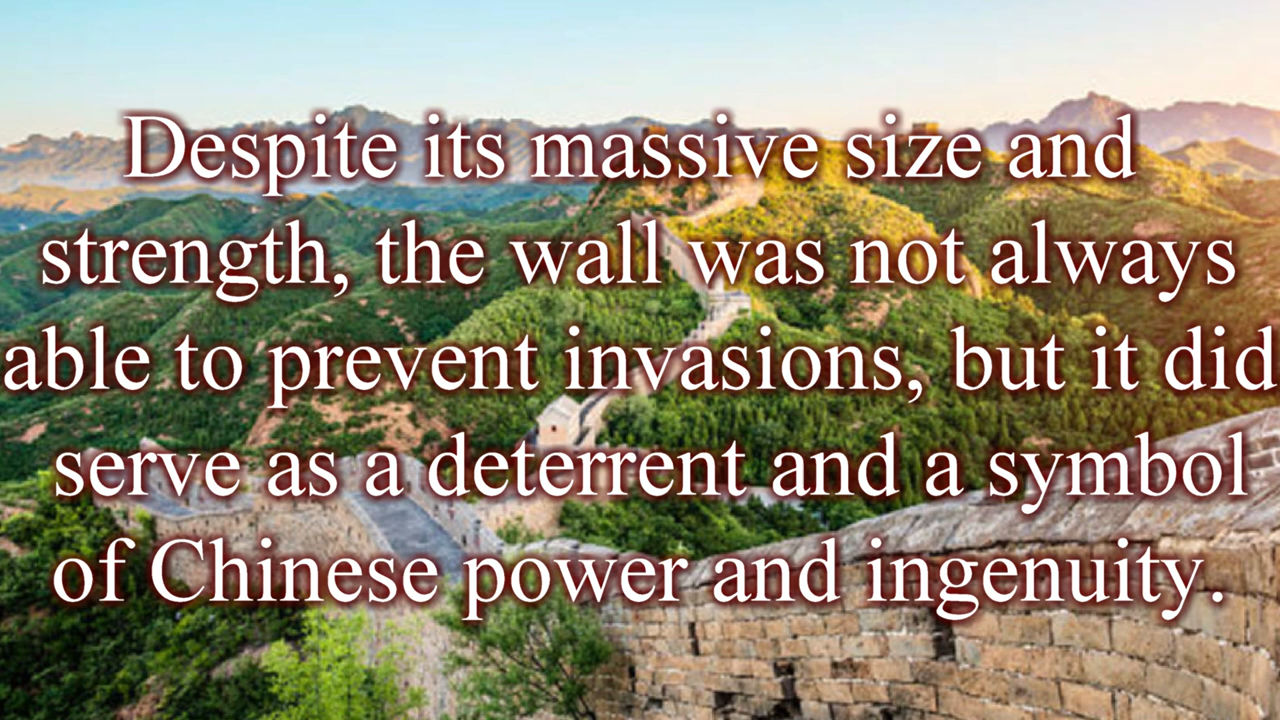 Despite its massive size and
strength, the wall was not always
able to prevent invasions, but it did
serve as a deterrent and a symbol
of Chinese power and ingenuity.